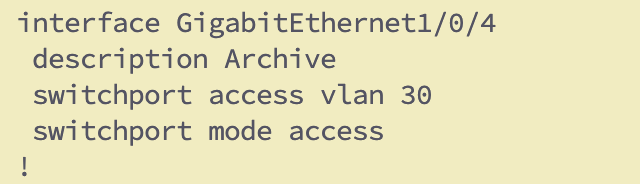 interface GigabitEthernet1/0/4
 description Archive
 switchport access vlan 30
 switchport mode access
!